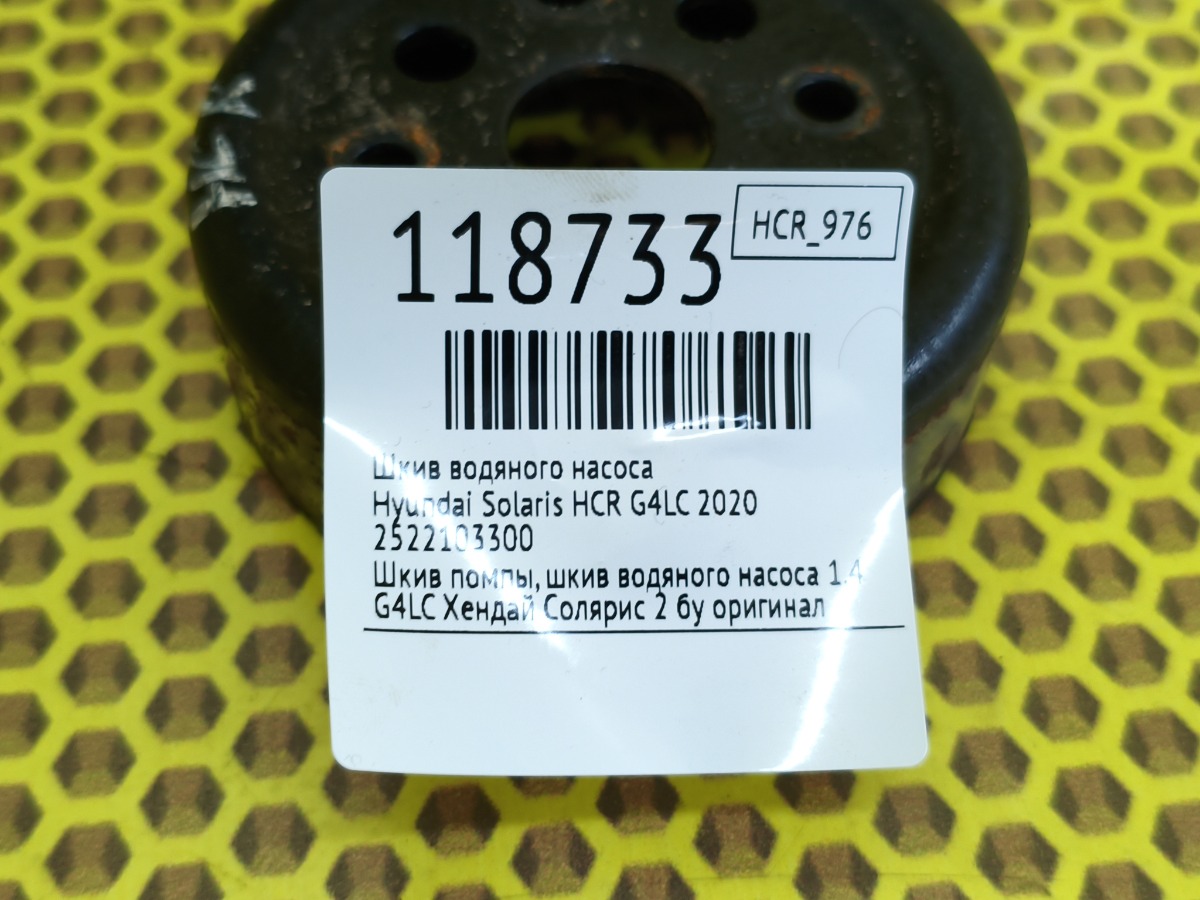 118733
HCR_976
Шкив водяного насоса
Hyundai Solaris HCR G4LC 2020
2522103300
Шкив помпы, шкив водяного насоса 1.4
G4LC Хендай Солярис 2 бу оригинал